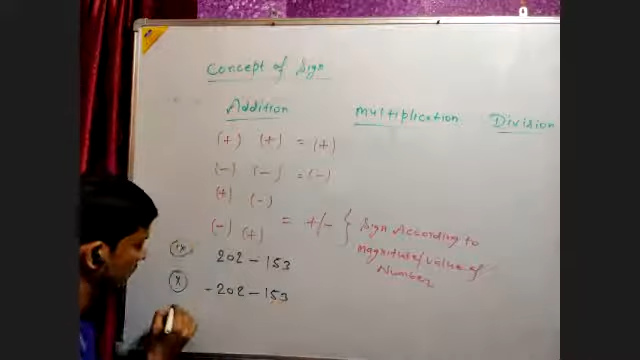 Concept of Sign
Addition
Multiplication
Division
(+) (+) = (+)
(-) (-) = (-)
(+) (-)
(-) (+)
= +/- } Sign According to
magnitude/value of
Number
202 - 153
- 202 - 153